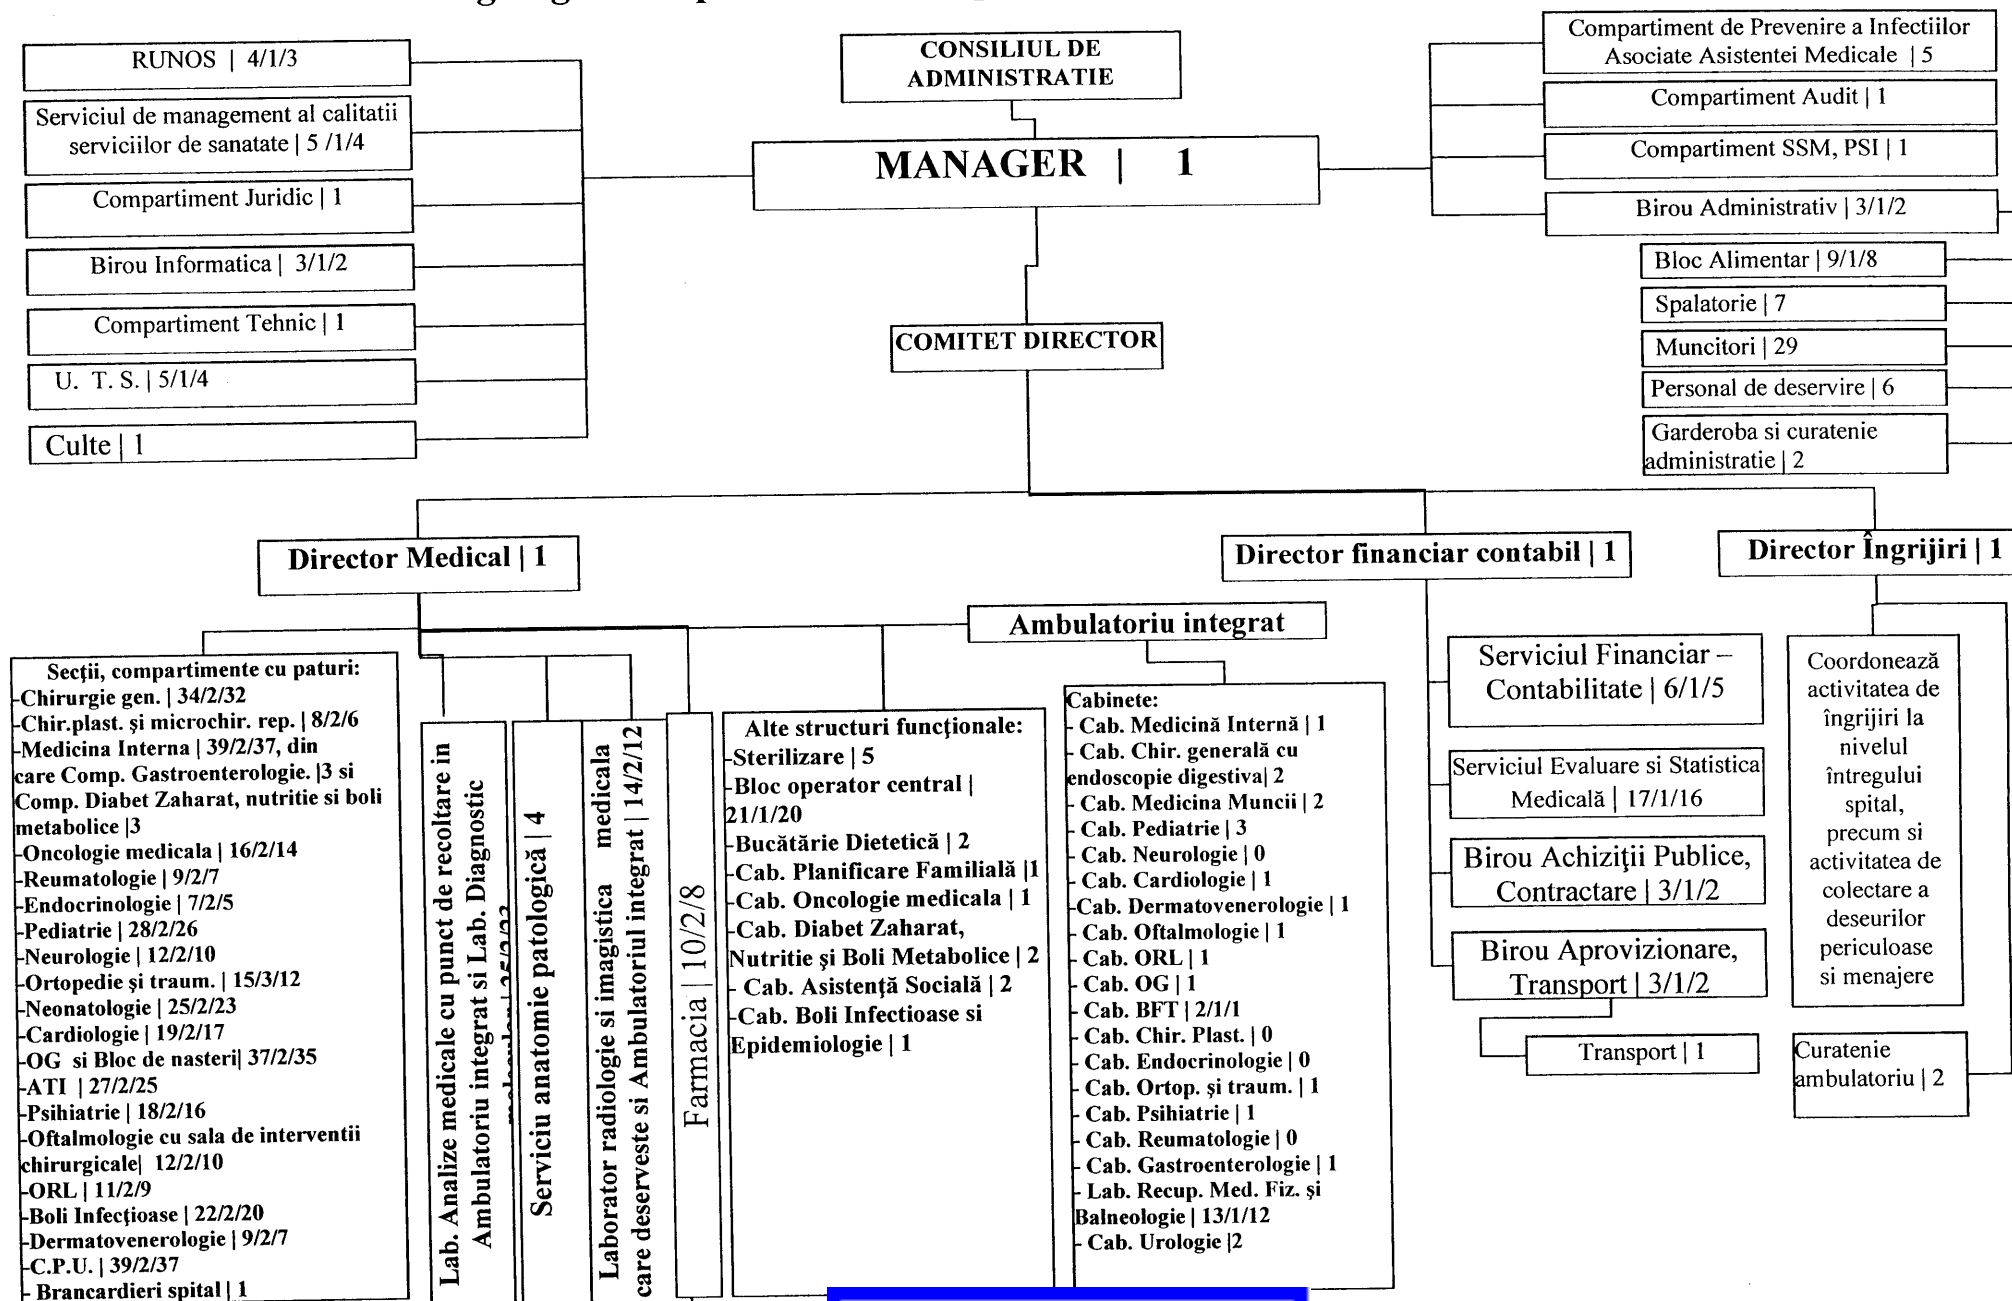 RUNOS | 4/1/3
Serviciul de management al calitatii
serviciilor de sanatate | 5 /1/4
Compartiment Juridic | 1
Birou Informatica | 3/1/2
Compartiment Tehnic | 1
U. T. S. | 5/1/4
Culte | 1
CONSILIUL DE
ADMINISTRATIE
MANAGER | 1
COMITET DIRECTOR
Compartiment de Prevenire a Infectiilor
Asociate Asistentei Medicale | 5
Compartiment Audit | 1
Compartiment SSM, PSI | 1
Birou Administrativ | 3/1/2
Bloc Alimentar | 9/1/8
Spalatorie | 7
Muncitori | 29
Personal de deservire | 6
Garderoba si curatenie
administratie | 2
Director Medical | 1
Director financiar contabil | 1
Director Îngrijiri | 1
Ambulatoriu integrat
Secţii, compartimente cu paturi:
-Chirurgie gen. | 34/2/32
-Chir.plast. şi microchir. rep. | 8/2/6
-Medicina Interna | 39/2/37, din
care Comp. Gastroenterologie. |3 si
Comp. Diabet Zaharat, nutritie si boli
metabolice |3
-Oncologie medicala | 16/2/14
-Reumatologie | 9/2/7
-Endocrinologie | 7/2/5
-Pediatrie | 28/2/26
-Neurologie | 12/2/10
-Ortopedie şi traum. | 15/3/12
-Neonatologie | 25/2/23
-Cardiologie | 19/2/17
-OG si Bloc de nasteri| 37/2/35
-ATI | 27/2/25
-Psihiatrie | 18/2/16
-Oftalmologie cu sala de interventii
chirurgicale| 12/2/10
-ORL | 11/2/9
-Boli Infecţioase | 22/2/20
-Dermatovenerologie | 9/2/7
-C.P.U. | 39/2/37
- Brancardieri spital | 1
Lab. Analize medicale cu punct de recoltare in
Ambulatoriu integrat si Lab. Diagnostic
Serviciu anatomie patologică | 4
Laborator radiologie si imagistica medicala
care deserveste si Ambulatoriul integrat | 14/2/12
Farmacia | 10/2/8
Alte structuri funcţionale:
-Sterilizare | 5
-Bloc operator central |
21/1/20
-Bucătărie Dietetică | 2
-Cab. Planificare Familială |1
-Cab. Oncologie medicala | 1
-Cab. Diabet Zaharat,
Nutritie şi Boli Metabolice | 2
- Cab. Asistenţă Socială | 2
-Cab. Boli Infectioase si
Epidemiologie | 1
Cabinete:
- Cab. Medicină Internă | 1
- Cab. Chir. generală cu
endoscopie digestiva| 2
- Cab. Medicina Muncii | 2
- Cab. Pediatrie | 3
- Cab. Neurologie | 0
- Cab. Cardiologie | 1
-Cab. Dermatovenerologie | 1
- Cab. Oftalmologie | 1
- Cab. ORL | 1
- Cab. OG | 1
- Cab. BFT | 2/1/1
- Cab. Chir. Plast. | 0
- Cab. Endocrinologie | 0
- Cab. Ortop. şi traum. | 1
- Cab. Psihiatrie | 1
- Cab. Reumatologie | 0
- Cab. Gastroenterologie | 1
- Lab. Recup. Med. Fiz. şi
Balneologie | 13/1/12
- Cab. Urologie |2
Serviciul Financiar –
Contabilitate | 6/1/5
Serviciul Evaluare si Statistica
Medicală | 17/1/16
Birou Achiziţii Publice,
Contractare | 3/1/2
Birou Aprovizionare,
Transport | 3/1/2
Transport | 1
Coordonează
activitatea de
îngrijiri la
nivelul
întregului
spital,
precum si
activitatea de
colectare a
deseurilor
periculoase
si menajere
Curatenie
ambulatoriu | 2